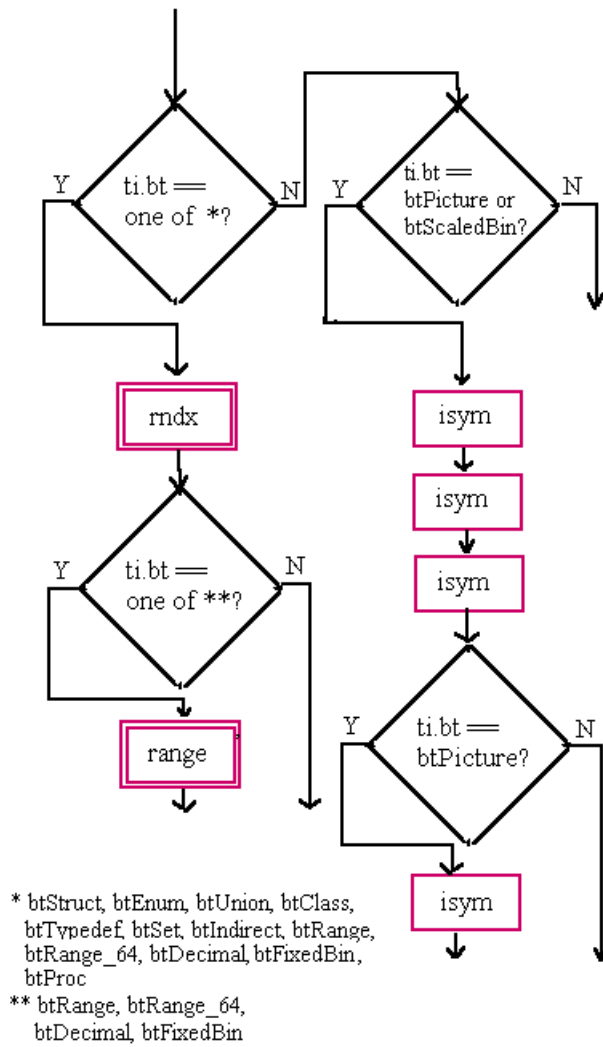 Y
ti.bt ==
one of *?
N
rndx
Y
ti.bt ==
one of **?
N
range
Y
ti.bt ==
btPicture or
btScaledBin?
N
isym
isym
isym
Y
ti.bt ==
btPicture?
N
isym
* btStruct, btEnum, btUnion, btClass,
btTypedef, btSet, btIndirect, btRange,
btRange_64, btDecimal, btFixedBin,
btProc
** btRange, btRange_64,
btDecimal, btFixedBin